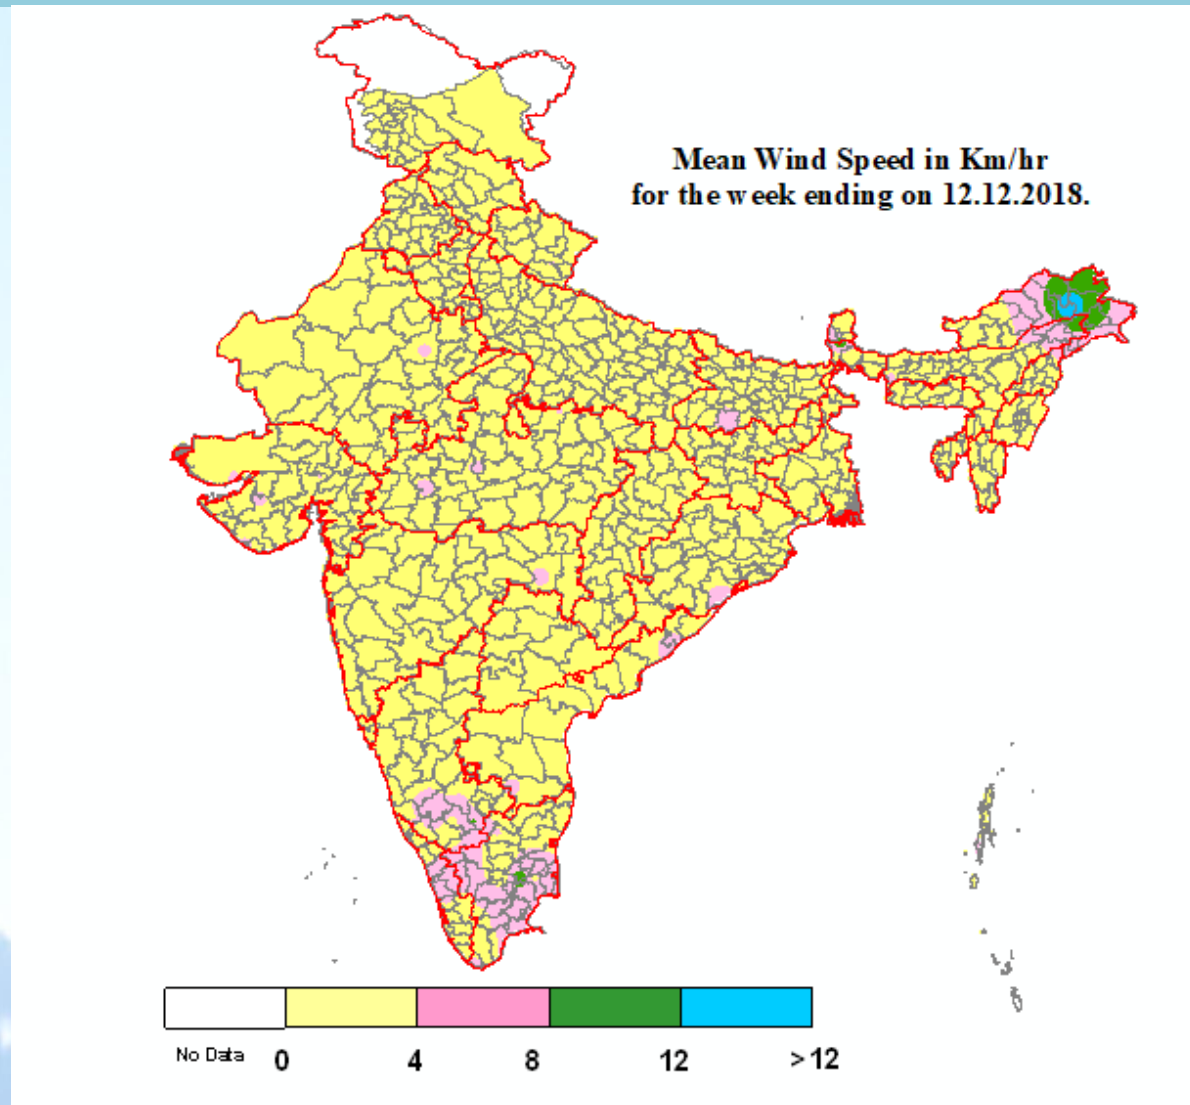 Mean Wind Speed in Km/hr
for the week ending on 12.12.2018.
No Data 0 4 8 12 >12